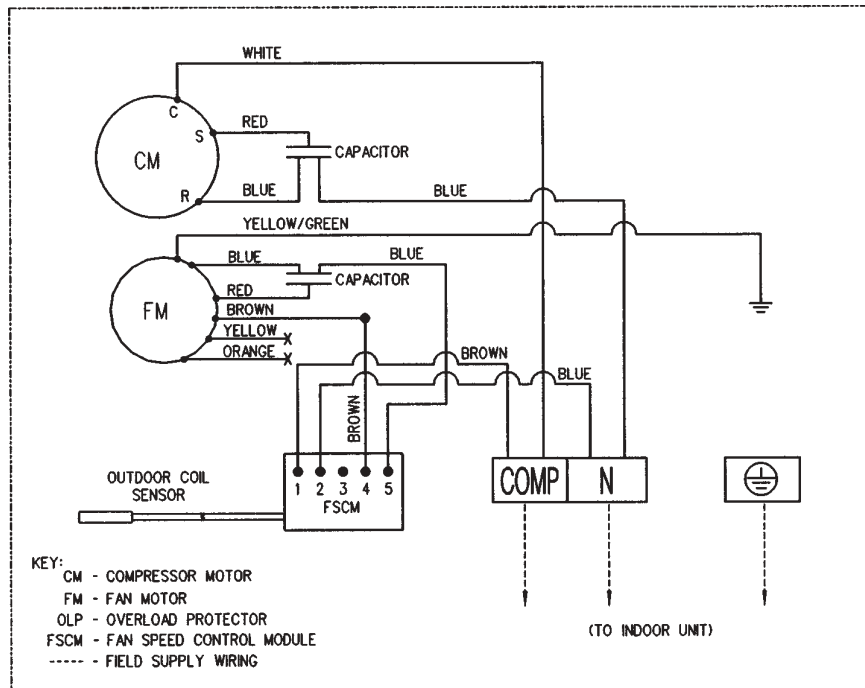 WHITE
C
RED
S
CM
CAPACITOR
R
BLUE
BLUE
YELLOW/GREEN
BLUE
BLUE
CAPACITOR
RED
FM
BROWN
YELLOW
ORANGE
BROWN
BLUE
BROWN
OUTDOOR COIL
SENSOR
1 2 3 4 5
FSCM
COMP N
KEY:
CM - COMPRESSOR MOTOR
FM - FAN MOTOR
OLP - OVERLOAD PROTECTOR
FSCM - FAN SPEED CONTROL MODULE
----- - FIELD SUPPLY WIRING
(TO INDOOR UNIT)